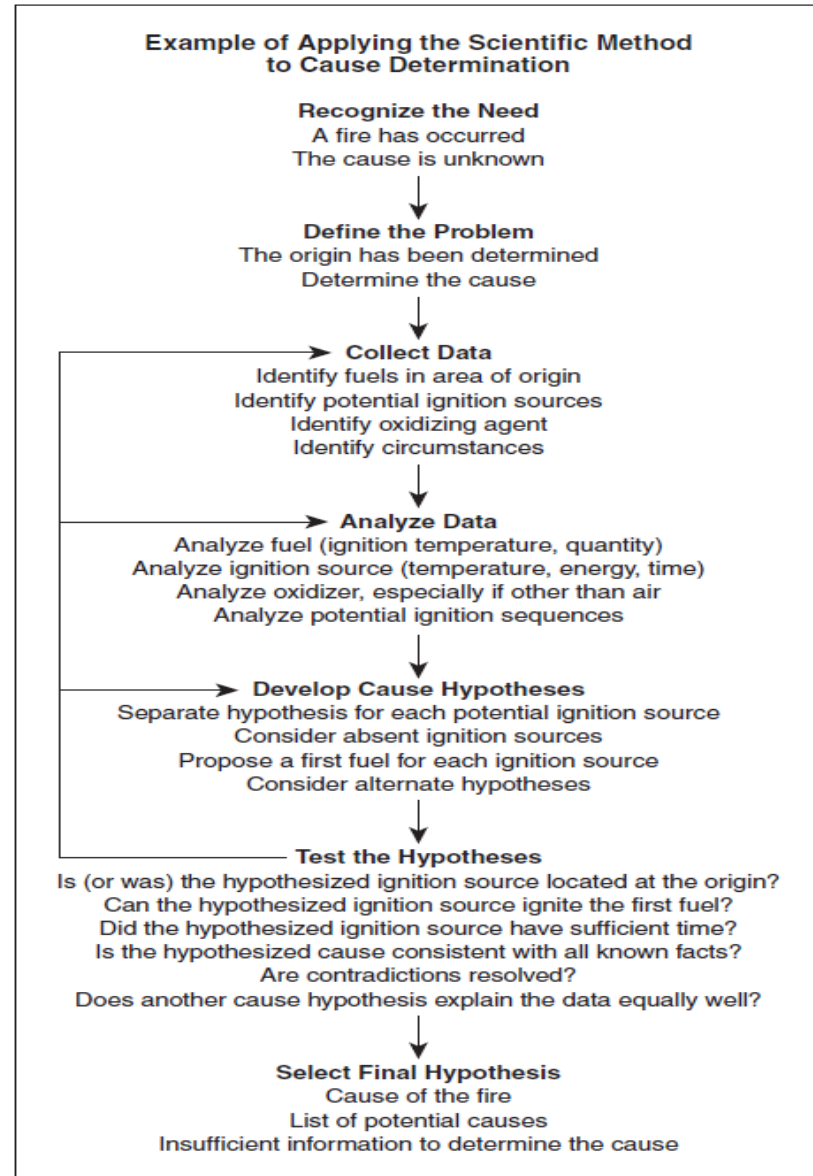 Example of Applying the Scientific Method
to Cause Determination
Recognize the Need
A fire has occurred
The cause is unknown
Define the Problem
The origin has been determined
Determine the cause
Collect Data
Identify fuels in area of origin
Identify potential ignition sources
Identify oxidizing agent
Identify circumstances
Analyze Data
Analyze fuel (ignition temperature, quantity)
Analyze ignition source (temperature, energy, time)
Analyze oxidizer, especially if other than air
Analyze potential ignition sequences
Develop Cause Hypotheses
Separate hypothesis for each potential ignition source
Consider absent ignition sources
Propose a first fuel for each ignition source
Consider alternate hypotheses
Test the Hypotheses
Is (or was) the hypothesized ignition source located at the origin?
Can the hypothesized ignition source ignite the first fuel?
Did the hypothesized ignition source have sufficient time?
Is the hypothesized cause consistent with all known facts?
Are contradictions resolved?
Does another cause hypothesis explain the data equally well?
Select Final Hypothesis
Cause of the fire
List of potential causes
Insufficient information to determine the cause